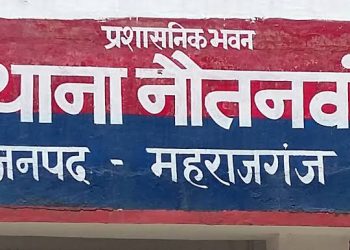 प्रशासनिक भवन
थाना नौतनवां
जनपद - महराजगंज